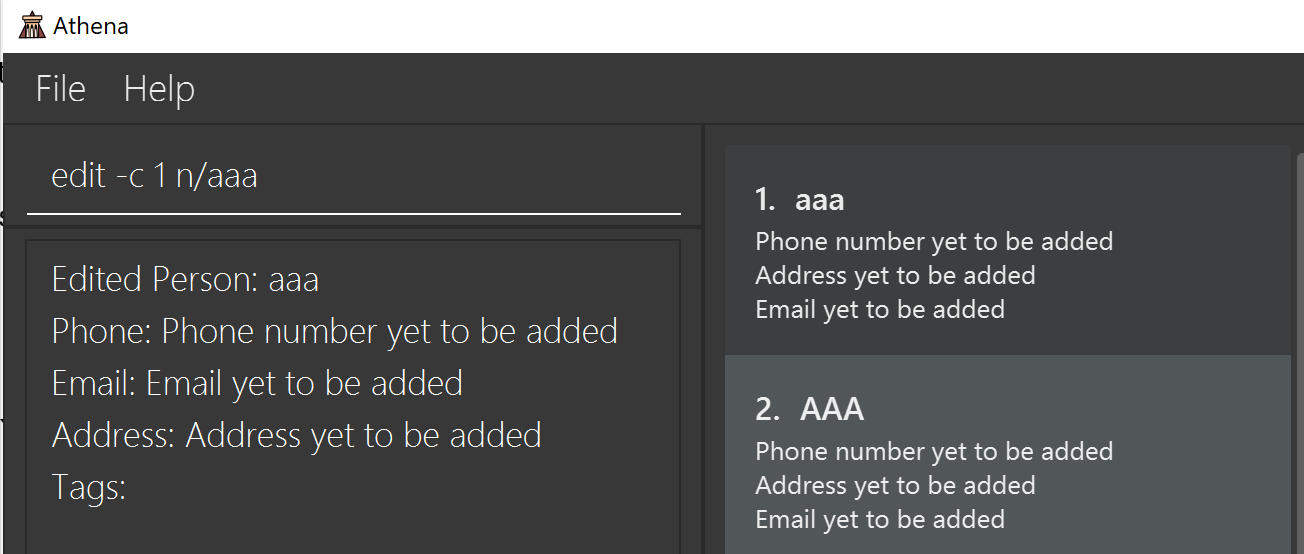 Athena
File Help
edit -c 1 n/aaa
Edited Person: aaa
Phone: Phone number yet to be added
Email: Email yet to be added
Address: Address yet to be added
Tags:
1. aaa
Phone number yet to be added
Address yet to be added
Email yet to be added
2. AAA
Phone number yet to be added
Address yet to be added
Email yet to be added